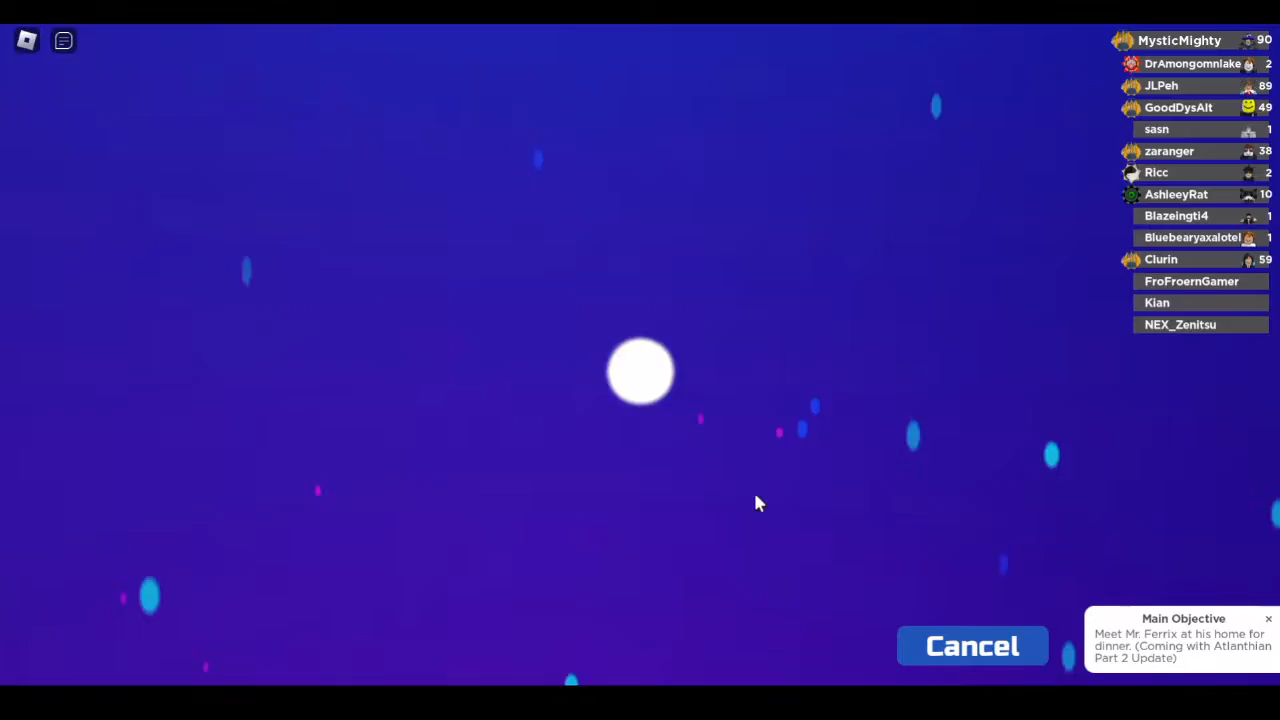 MysticMighty 90
DrAmongomnlake 2
JLPeh 89
GoodDysAlt 49
sasn 1
zaranger 38
Ricc 2
AshleeyRat 10
Blazeingti4 1
Bluebearyaxalotel 1
Clurin 59
FroFroernGamer
Kian
NEX_Zenitsu
Cancel
Main Objective ×
Meet Mr. Ferrix at his home for
dinner. (Coming with Atlanthian
Part 2 Update)